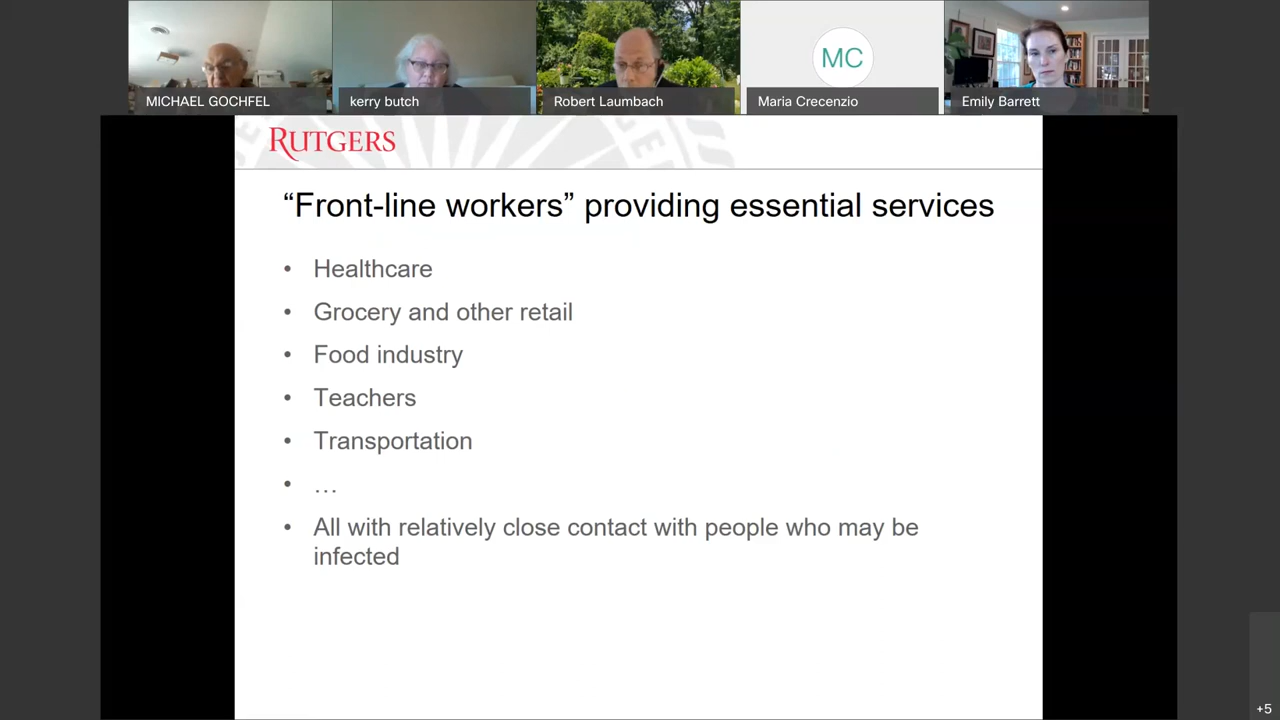 MICHAEL GOCHFEL
kerry butch
Robert Laumbach
MC
Maria Crecenzio
Emily Barrett
RUTGERS
“Front-line workers” providing essential services
• Healthcare
• Grocery and other retail
• Food industry
• Teachers
• Transportation
• …
• All with relatively close contact with people who may be
infected
+5